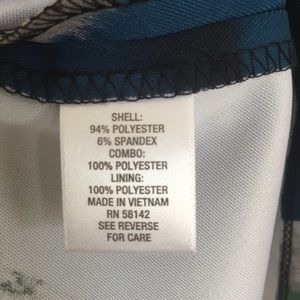 SHELL:
94% POLYESTER
6% SPANDEX
COMBO:
100% POLYESTER
LINING:
100% POLYESTER
MADE IN VIETNAM
RN 58142
SEE REVERSE
FOR CARE